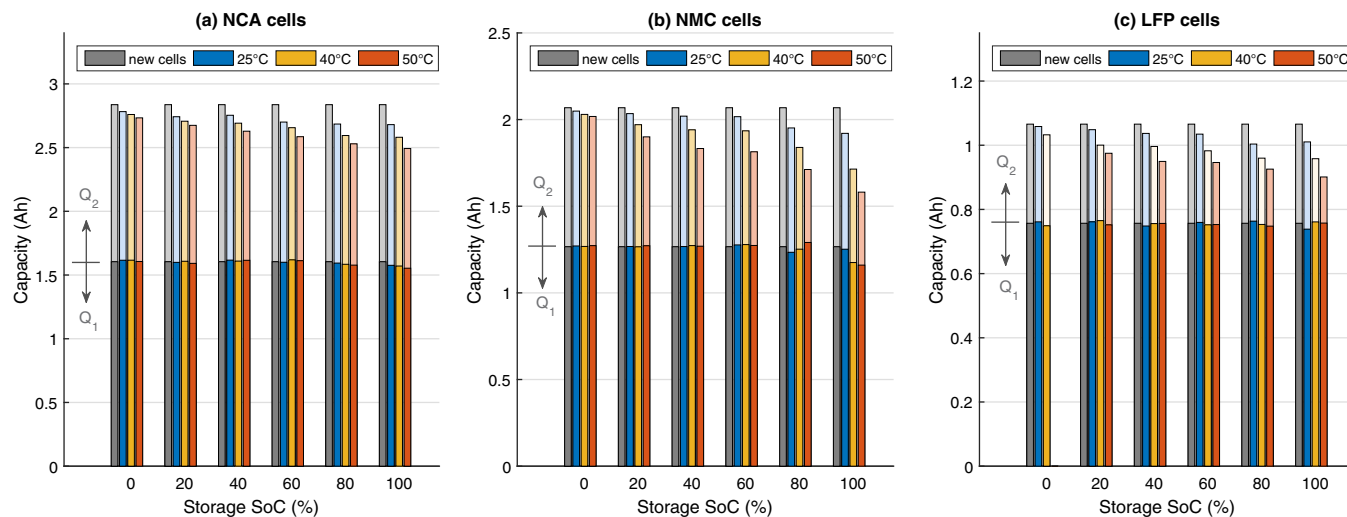 (a) NCA cells
new cells 25°C 40°C 50°C
Capacity (Ah)
3
2.5
2
1.5
1
0.5
0
Q2
Q1
0 20 40 60 80 100
Storage SoC (%)
(b) NMC cells
new cells 25°C 40°C 50°C
Capacity (Ah)
2.5
2
1.5
1
0.5
0
Q2
Q1
0 20 40 60 80 100
Storage SoC (%)
(c) LFP cells
new cells 25°C 40°C 50°C
Capacity (Ah)
1.2
1
0.8
0.6
0.4
0.2
0
Q2
Q1
0 20 40 60 80 100
Storage SoC (%)